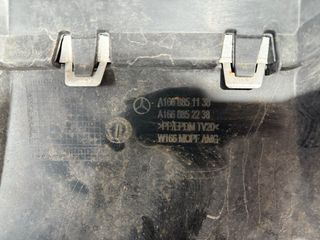 A166 885 11 38
A166 885 22 38
>PP/EPDM TV20<
W166 MOPF AMG